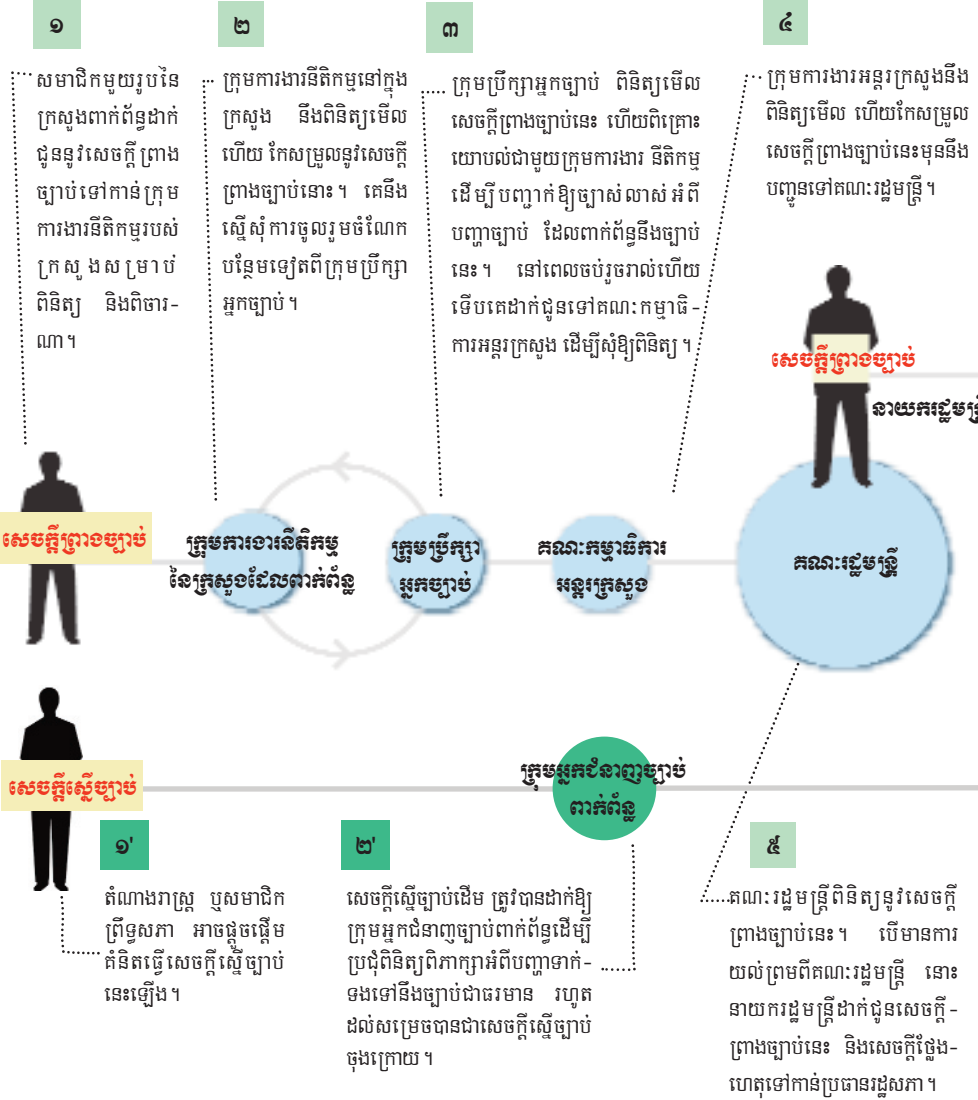 ១
សមាជិកមួយរូបនៃ
ក្រសួងពាក់ព័ន្ធដាក់
ជូននូវសេចក្តីព្រាង
ច្បាប់ទៅកាន់ក្រុម
ការងារនីតិកម្មរបស់
ក្រសួងសម្រាប់
ពិនិត្យ និងពិចារ-
ណា។
២
ក្រុមការងារនីតិកម្មនៅក្នុង
ក្រសួង នឹងពិនិត្យមើល
ហើយ កែសម្រួលនូវសេចក្តី
ព្រាងច្បាប់នោះ។ គេនឹង
ស្នើសុំការចូលរួមចំណែក
បន្ថែមទៀតពីក្រុមប្រឹក្សា
អ្នកច្បាប់។
៣
ក្រុមប្រឹក្សាអ្នកច្បាប់ ពិនិត្យមើល
សេចក្តីព្រាងច្បាប់នេះ ហើយពិគ្រោះ
យោបល់ជាមួយក្រុមការងារ នីតិកម្ម
ដើម្បីបញ្ជាក់ឱ្យច្បាស់លាស់អំពី
បញ្ហាច្បាប់ ដែលពាក់ព័ន្ធនឹងច្បាប់
នេះ។ នៅពេលចប់រួចរាល់ហើយ
ទើបគេដាក់ជូនទៅគណៈកម្មាធិ-
ការអន្តរក្រសួង ដើម្បីសុំឱ្យពិនិត្យ។
៤
ក្រុមការងារអន្តរក្រសួងនឹង
ពិនិត្យមើល ហើយកែសម្រួល
សេចក្តីព្រាងច្បាប់នេះមុននឹង
បញ្ជូនទៅគណៈរដ្ឋមន្ត្រី។
សេចក្តីព្រាងច្បាប់
នាយករដ្ឋមន្ត្រី
សេចក្តីព្រាងច្បាប់
ក្រុមការងារនីតិកម្ម
នៃក្រសួងដែលពាក់ព័ន្ធ
ក្រុមប្រឹក្សា
អ្នកច្បាប់
គណៈកម្មាធិការ
អន្តរក្រសួង
គណៈរដ្ឋមន្ត្រី
សេចក្តីស្នើច្បាប់
ក្រុមអ្នកជំនាញច្បាប់
ពាក់ព័ន្ធ
១'
តំណាងរាស្ត្រ ឬសមាជិក
ព្រឹទ្ធសភា អាចផ្តួចផ្តើម
គំនិតធ្វើសេចក្តីស្នើច្បាប់
នេះឡើង។
២'
សេចក្តីស្នើច្បាប់ដើម ត្រូវបានដាក់ឱ្យ
ក្រុមអ្នកជំនាញច្បាប់ពាក់ព័ន្ធដើម្បី
ប្រជុំពិនិត្យពិភាក្សាអំពីបញ្ហាទាក់-
ទងទៅនឹងច្បាប់ជាធរមាន រហូត
ដល់សម្រេចបានជាសេចក្តីស្នើច្បាប់
ចុងក្រោយ។
៥
គណៈរដ្ឋមន្ត្រីពិនិត្យនូវសេចក្តី
ព្រាងច្បាប់នេះ។ បើមានការ
យល់ព្រមពីគណៈរដ្ឋមន្ត្រី នោះ
នាយករដ្ឋមន្ត្រីដាក់ជូនសេចក្តី-
ព្រាងច្បាប់នេះ និងសេចក្តីថ្លែង-
ហេតុទៅកាន់ប្រធានរដ្ឋសភា។